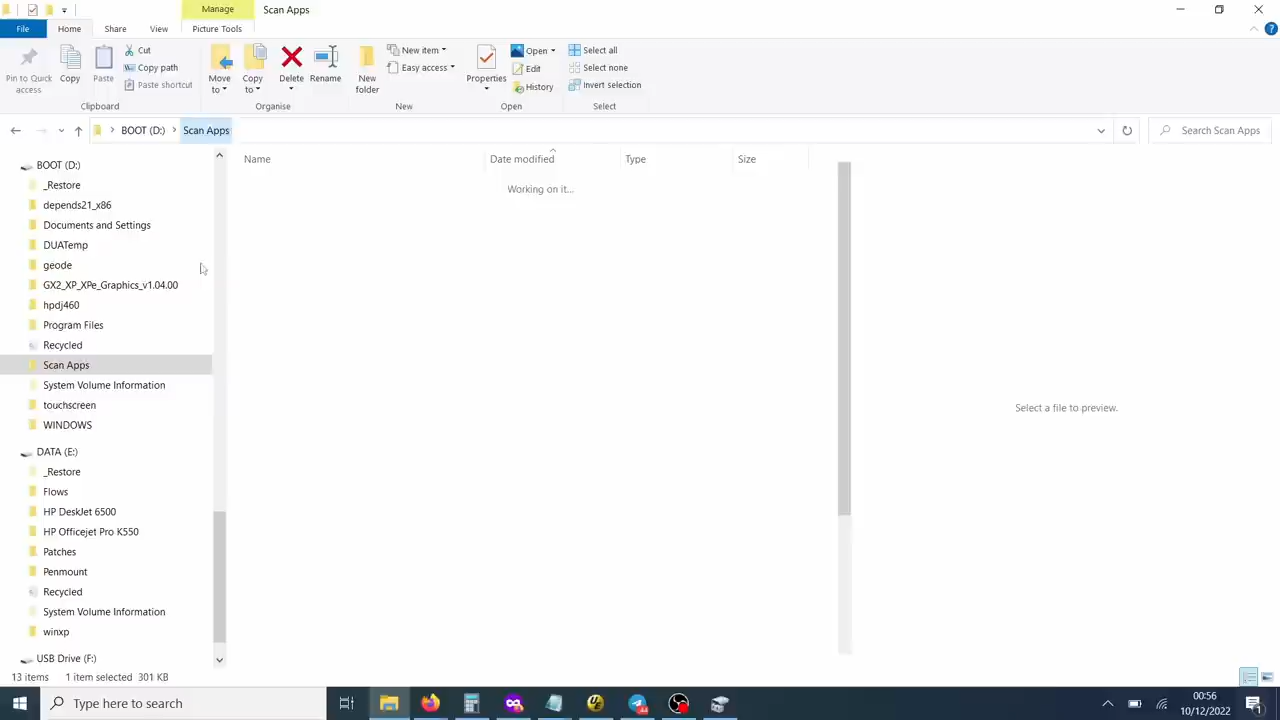 Manage
Scan Apps
File
Home
Share
View
Picture Tools
Pin to Quick
access
Copy
Paste
Cut
Copy path
Paste shortcut
Clipboard
Move
to
Copy
to
Delete
Rename
Organise
New
folder
New item
Easy access
New
Properties
Open
Edit
History
Open
Select all
Select none
Invert selection
Select
BOOT (D:)
Scan Apps
Search Scan Apps
Name
Date modified
Type
Size
Working on it...
Select a file to preview.
BOOT (D:)
_Restore
depends21_x86
Documents and Settings
DUATemp
geode
GX2_XP_XPe_Graphics_v1.04.00
hpdj460
Program Files
Recycled
Scan Apps
System Volume Information
touchscreen
WINDOWS
DATA (E:)
_Restore
Flows
HP DeskJet 6500
HP Officejet Pro K550
Patches
Penmount
Recycled
System Volume Information
winxp
USB Drive (F:)
13 items
1 item selected 301 KB
Type here to search
00:56
10/12/2022